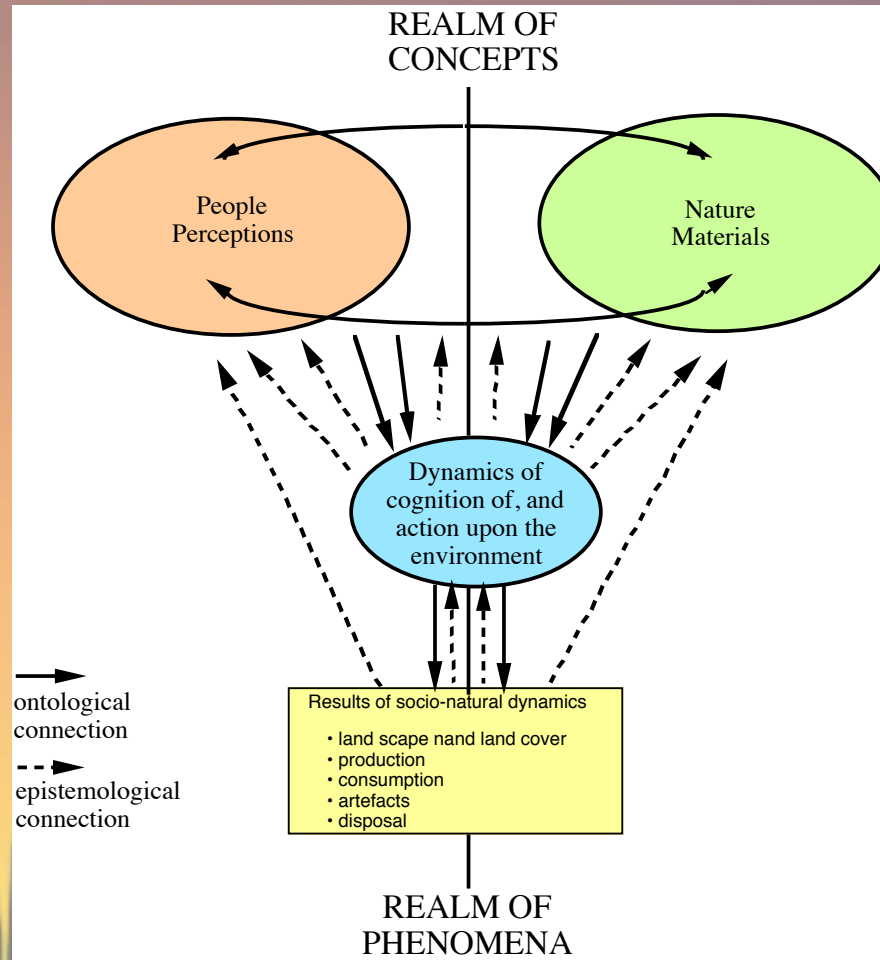 REALM OF
CONCEPTS
People
Perceptions
Nature
Materials
Dynamics of
cognition of, and
action upon the
environment
ontological
connection
epistemological
connection
Results of socio-natural dynamics
• land scape nand land cover
• production
• consumption
• artefacts
• disposal
REALM OF
PHENOMENA